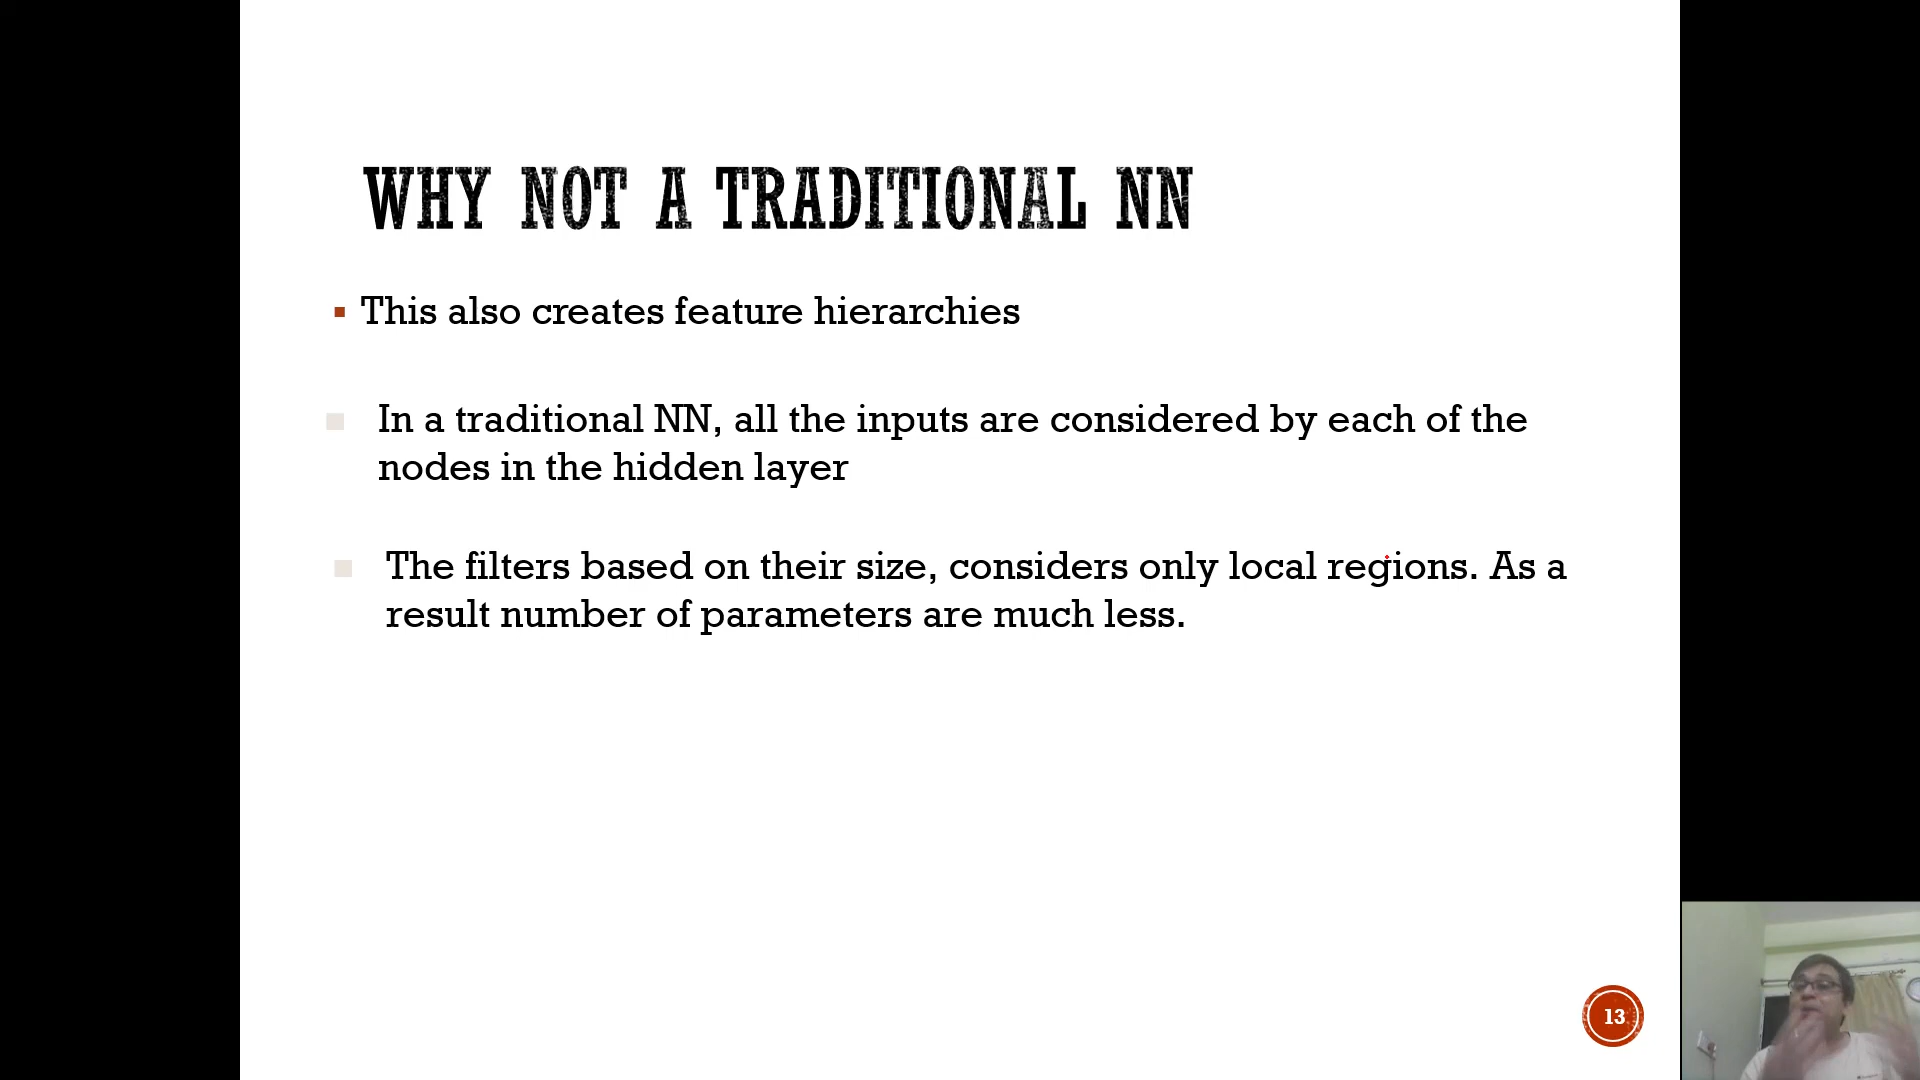 WHY NOT A TRADITIONAL NN
This also creates feature hierarchies
In a traditional NN, all the inputs are considered by each of the
nodes in the hidden layer
The filters based on their size, considers only local regions. As a
result number of parameters are much less.
13